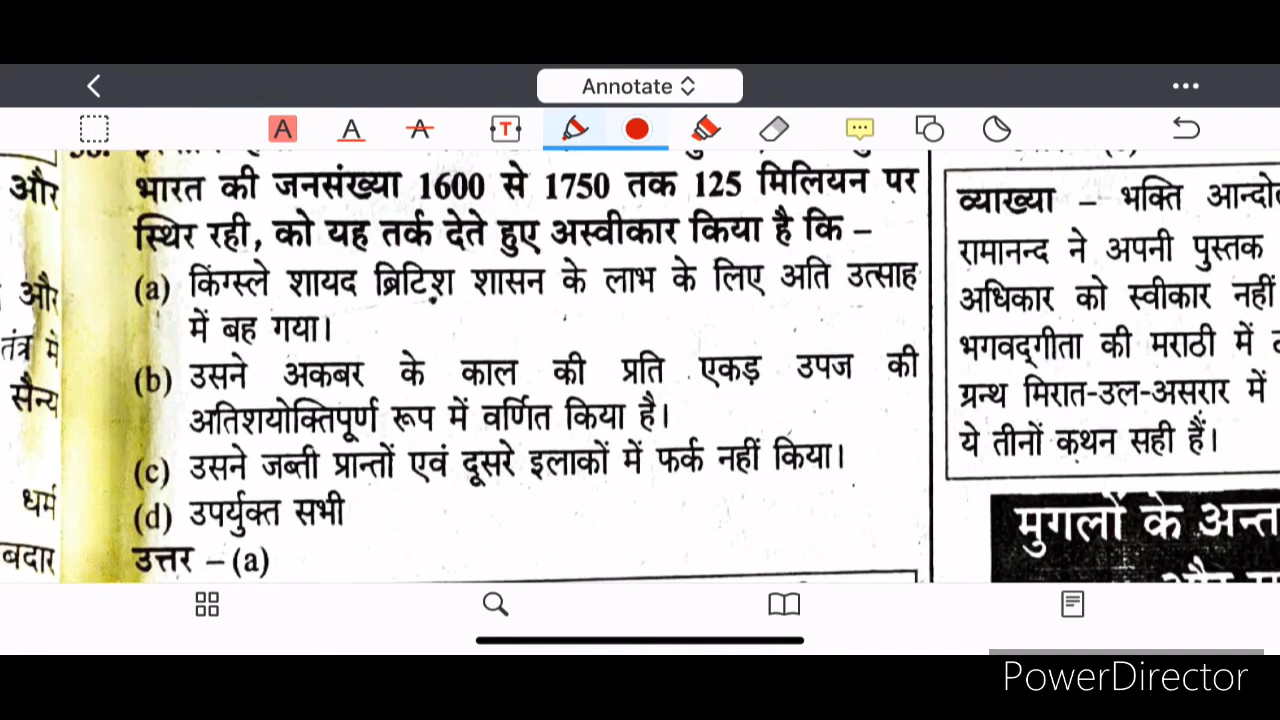 Annotate
A A A T
और
भारत की जनसंख्या 1600 से 1750 तक 125 मिलियन पर
स्थिर रही, को यह तर्क देते हुए अस्वीकार किया है कि –
(a) किंग्स्ले शायद ब्रिटिश शासन के लाभ के लिए अति उत्साह
में बह गया।
(b) उसने अकबर के काल की प्रति एकड़ उपज की
अतिशयोक्तिपूर्ण रूप में वर्णित किया है।
(c) उसने जब्ती प्रान्तों एवं दूसरे इलाकों में फर्क नहीं किया।
(d) उपर्युक्त सभी
उत्तर – (a)
और
तंत्र में
सैन्य
धर्म
बदार
व्याख्या – भक्ति
रामानन्द ने अपनी पुस्तक
अधिकार को स्वीकार नहीं
भगवद्गीता की मराठी में
ग्रन्थ मिरात-उल-असरार में
ये तीनों कथन सही हैं।
मुगलों के
PowerDirector